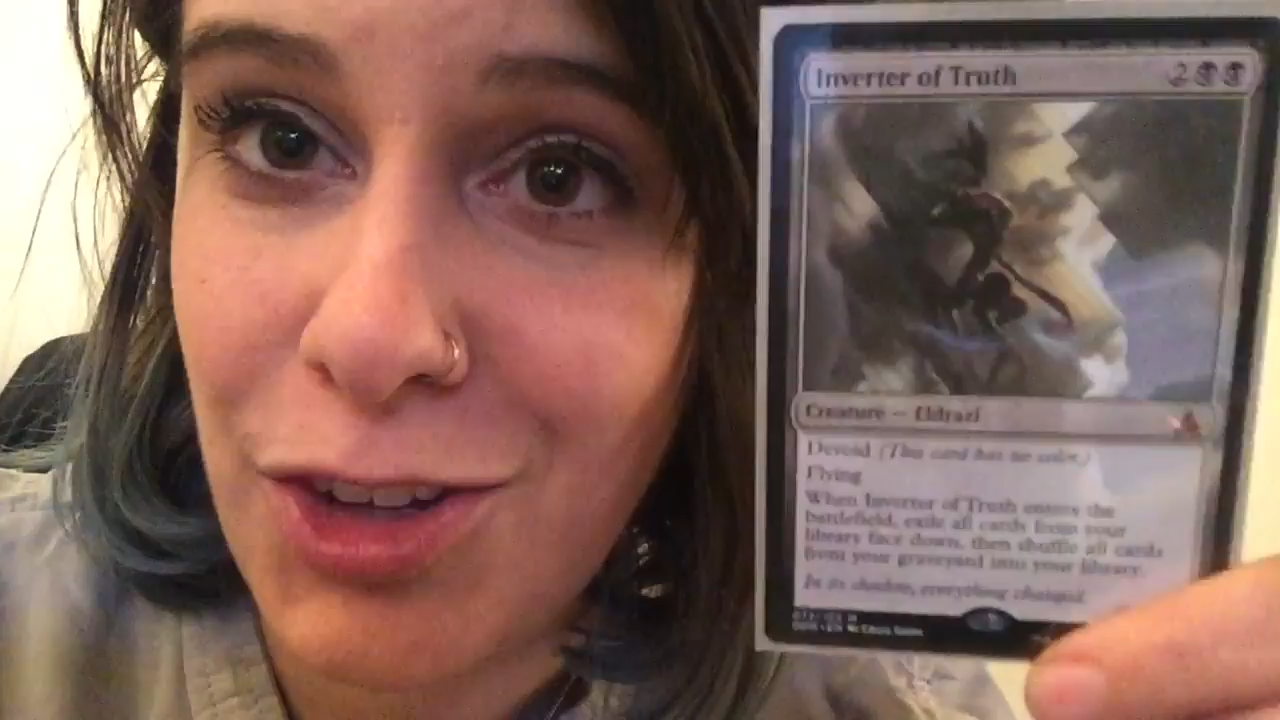 Inverter of Truth 2
Creature — Eldrazi
Devoid (This card has no color.)
Flying
When Inverter of Truth enters the
battlefield, exile all cards from your
library face down, then shuffle all cards
from your graveyard into your library.
In its shadow, everything changed.